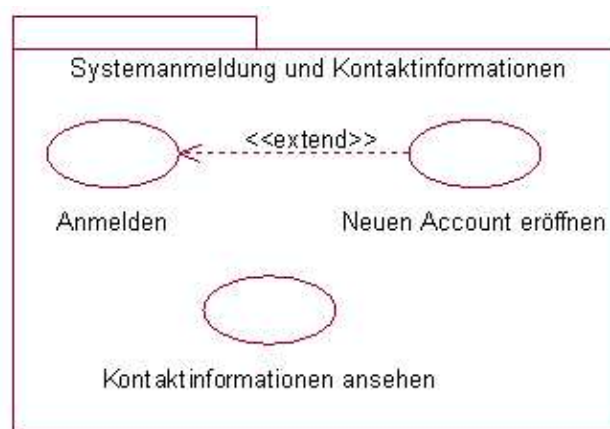 Systemanmeldung und Kontaktinformationen
<<extend>>
Anmelden
Neuen Account eröffnen
Kontaktinformationen ansehen